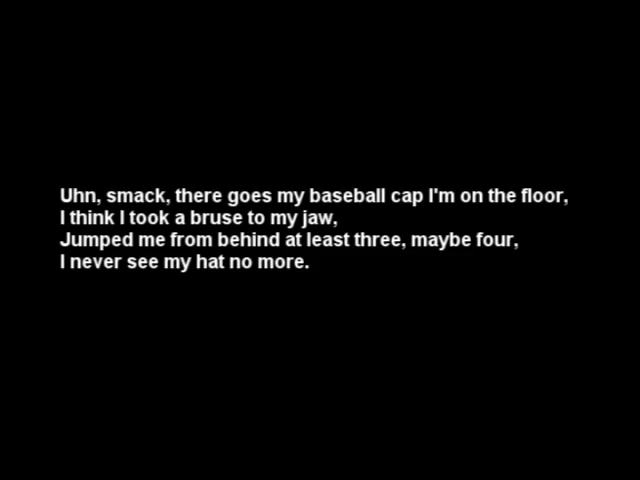 Uhn, smack, there goes my baseball cap I'm on the floor,
I think I took a bruse to my jaw,
Jumped me from behind at least three, maybe four,
I never see my hat no more.